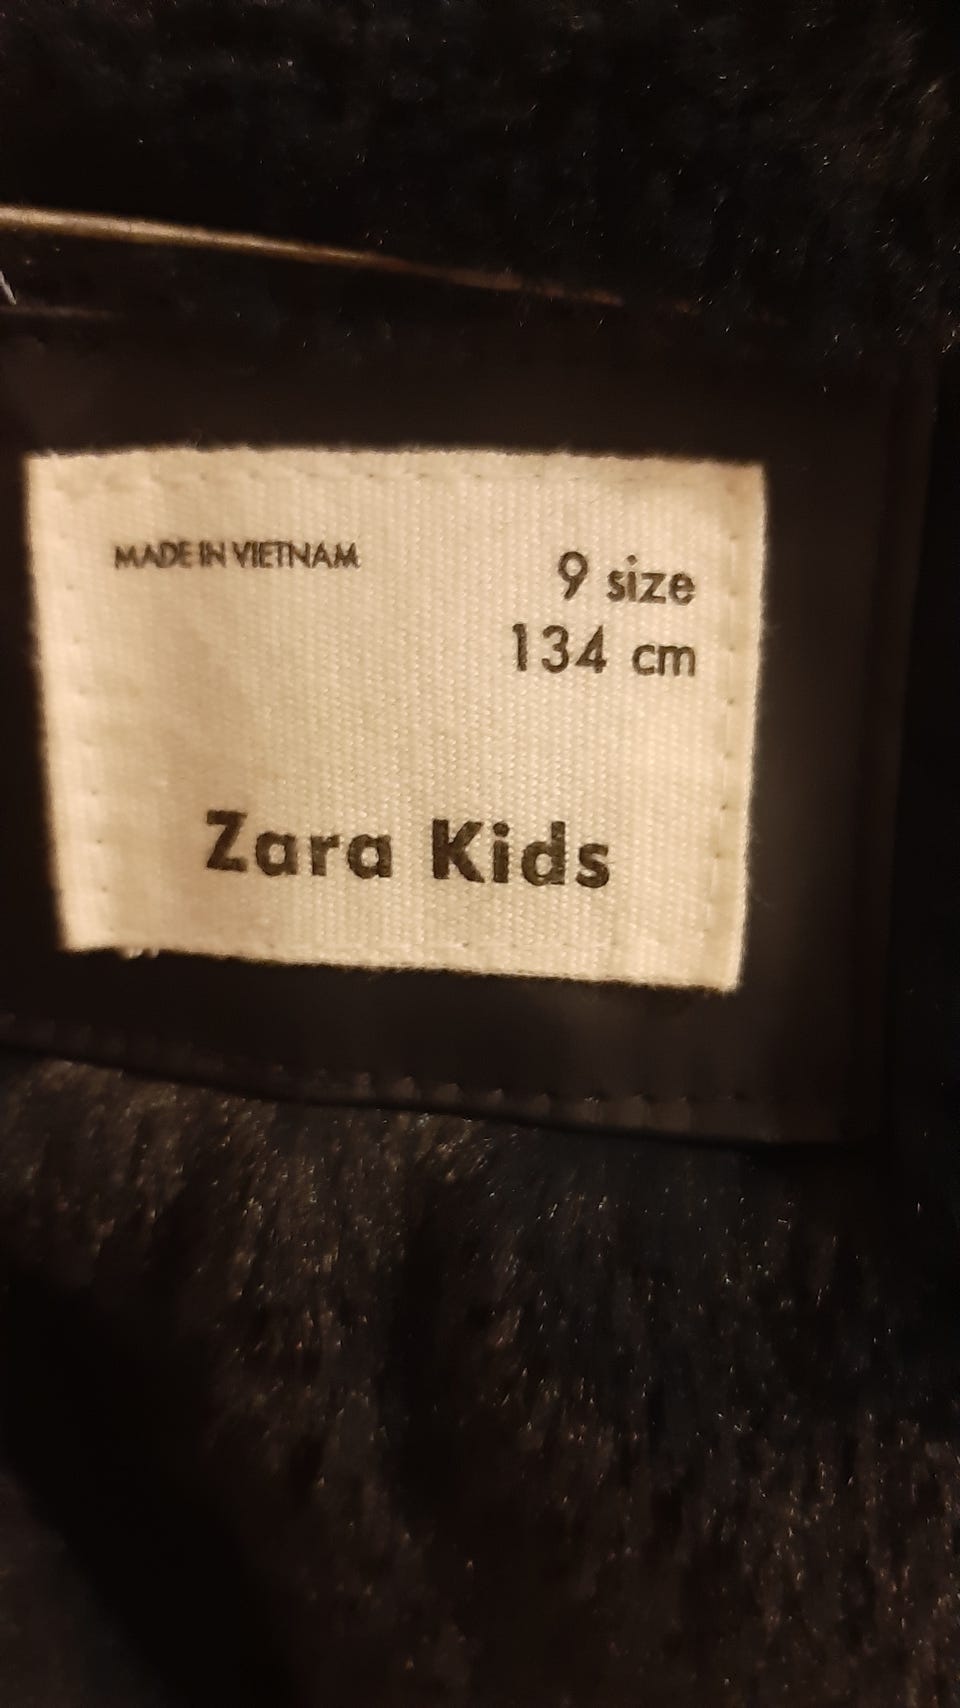 MADE IN VIETNAM
9 size
134 cm
Zara Kids